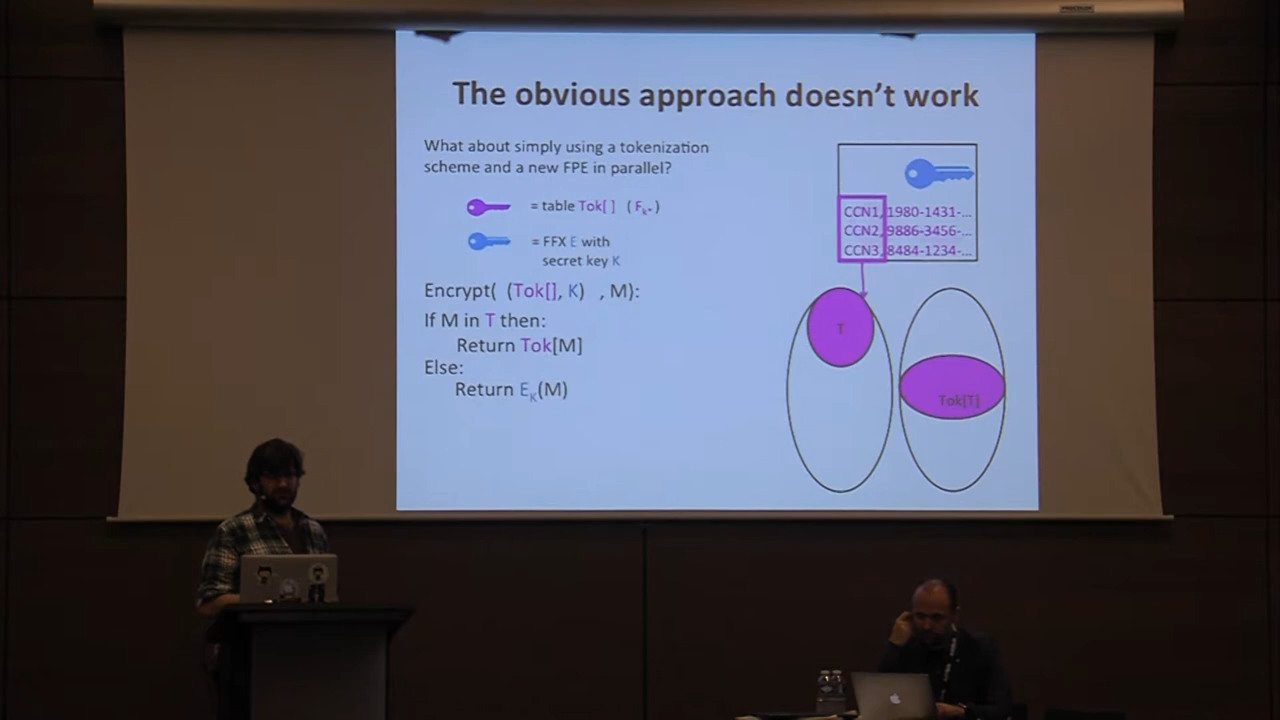 The obvious approach doesn't work
What about simply using a tokenization
scheme and a new FPE in parallel?
= table Tok[ ] ( Fk* )
= FFX E with
secret key K
Encrypt( (Tok[], K) , M):
If M in T then:
Return Tok[M]
Else:
Return EK(M)
CCN1, 1980-1431-...
CCN2, 9886-3456-...
CCN3, 8484-1234-...
T
Tok[T]